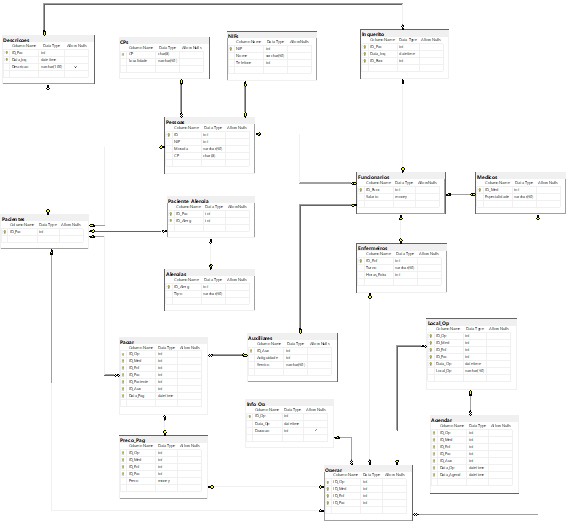 Descricoes
Column Name Data Type Allow Nulls
ID_Pac int
Data_Inq datetime
Descricao varchar(100)
CPs
Column Name Data Type Allow Nulls
CP char(8)
Localidade varchar(60)
NIFs
Column Name Data Type Allow Nulls
NIF int
Nome varchar(60)
Telefone int
Inquerito
Column Name Data Type Allow Nulls
ID_Pac int
Data_Inq datetime
ID_Func int
Pessoas
Column Name Data Type Allow Nulls
ID int
NIF int
Morada varchar(60)
CP char(8)
Funcionarios
Column Name Data Type Allow Nulls
ID_Func int
Salario money
Medicos
Column Name Data Type Allow Nulls
ID_Med int
Especialidade varchar(60)
Pacientes
Column Name Data Type Allow Nulls
ID_Pac int
Paciente_Alergia
Column Name Data Type Allow Nulls
ID_Pac int
ID_Alerg int
Enfermeiros
Column Name Data Type Allow Nulls
ID_Enf int
Turno varchar(60)
Horas_Extra int
Alergias
Column Name Data Type Allow Nulls
ID_Alerg int
Tipo varchar(60)
Pagar
Column Name Data Type Allow Nulls
ID_Op int
ID_Med int
ID_Enf int
ID_Pac int
ID_Paciente int
ID_Aux int
Data_Pag datetime
Auxiliares
Column Name Data Type Allow Nulls
ID_Aux int
Antiguidade int
Servico varchar(60)
Local_Op
Column Name Data Type Allow Nulls
ID_Op int
ID_Med int
ID_Enf int
ID_Pac int
Data_Op datetime
Local_Op varchar(60)
Info_Op
Column Name Data Type Allow Nulls
ID_Op int
Data_Op datetime
Duracao int
Agendar
Column Name Data Type Allow Nulls
ID_Op int
ID_Med int
ID_Enf int
ID_Pac int
ID_Aux int
Data_Op datetime
Data_Agend datetime
Preco_Pag
Column Name Data Type Allow Nulls
ID_Op int
ID_Med int
ID_Enf int
ID_Pac int
Preco money
Operar
Column Name Data Type Allow Nulls
ID_Op int
ID_Med int
ID_Enf int
ID_Pac int